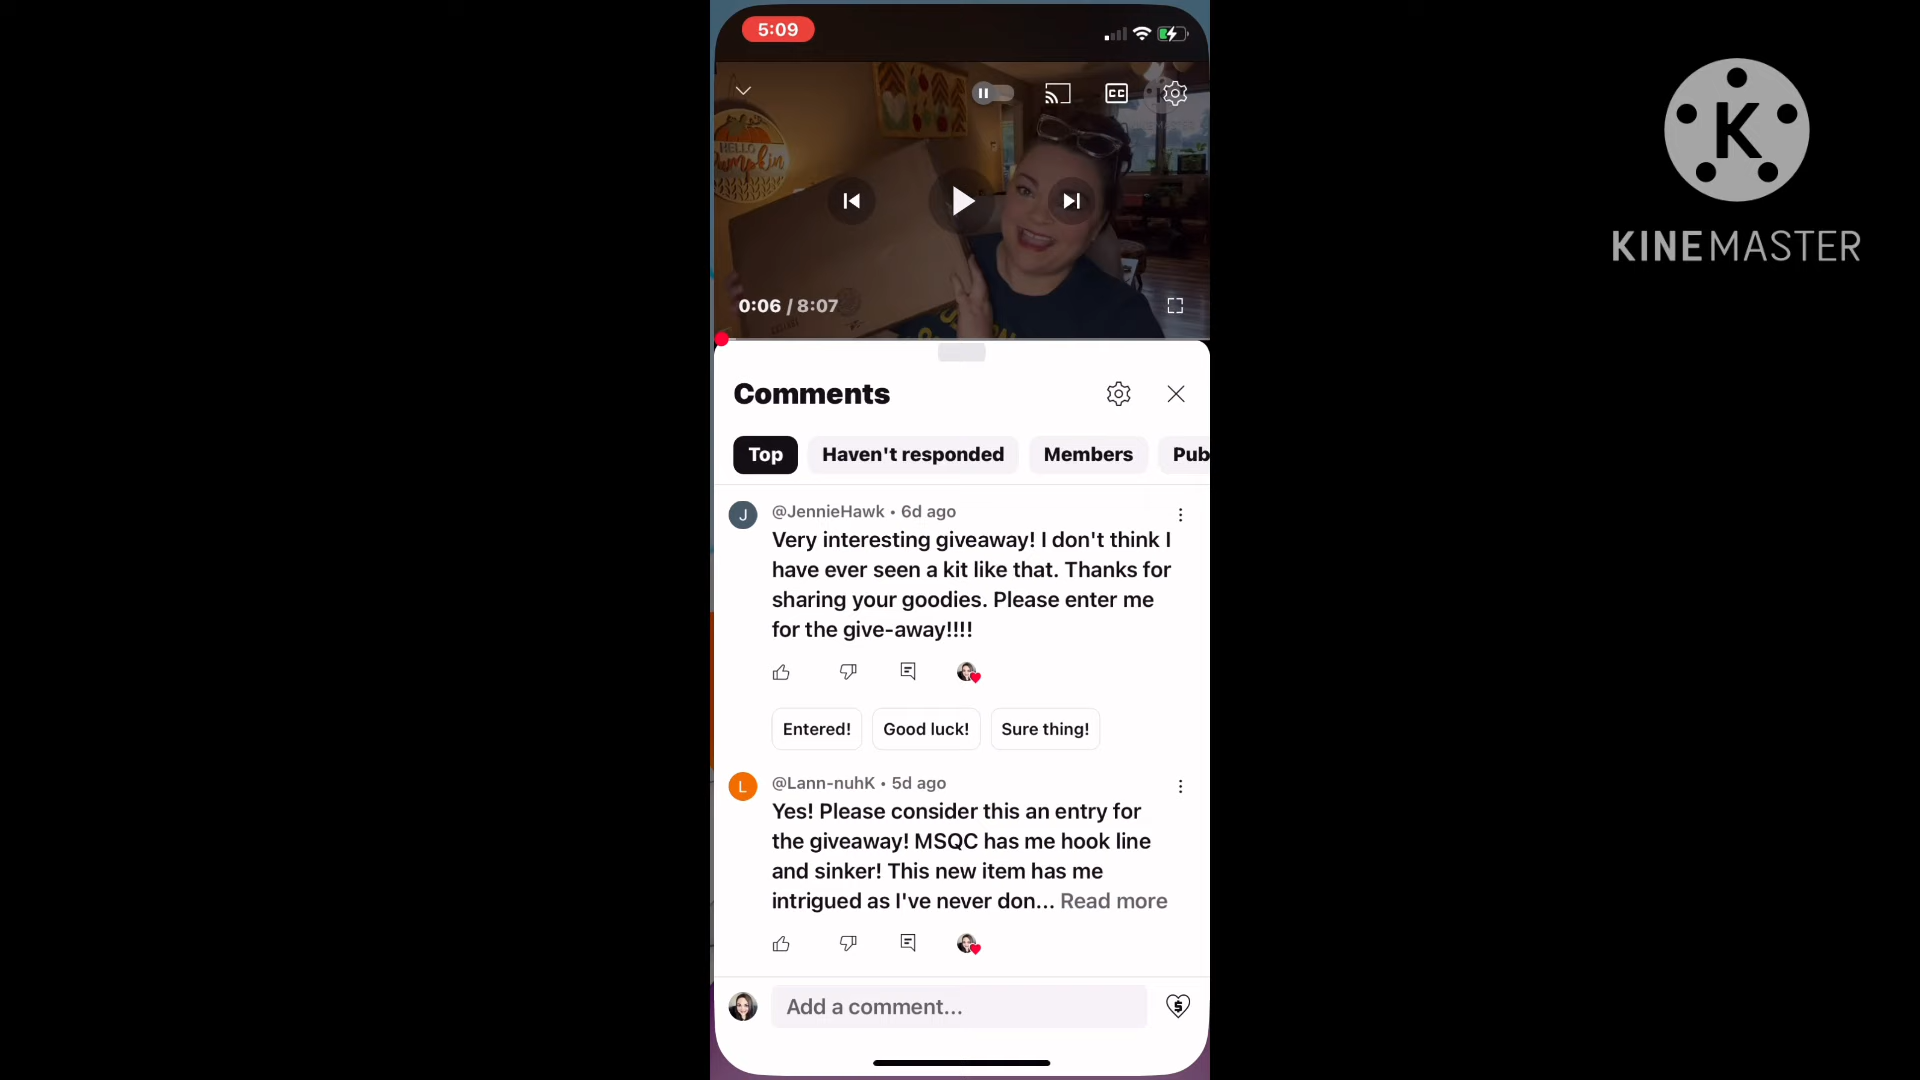 5:09
CC
HELLO
Pumpkin
0:06 / 8:07
K
KINEMASTER
Comments
Top
Haven't responded
Members
Pub
J
@JennieHawk • 6d ago
Very interesting giveaway! I don't think I
have ever seen a kit like that. Thanks for
sharing your goodies. Please enter me
for the give-away!!!!
Entered!
Good luck!
Sure thing!
L
@Lann-nuhK • 5d ago
Yes! Please consider this an entry for
the giveaway! MSQC has me hook line
and sinker! This new item has me
intrigued as I've never don... Read more
Add a comment...
$